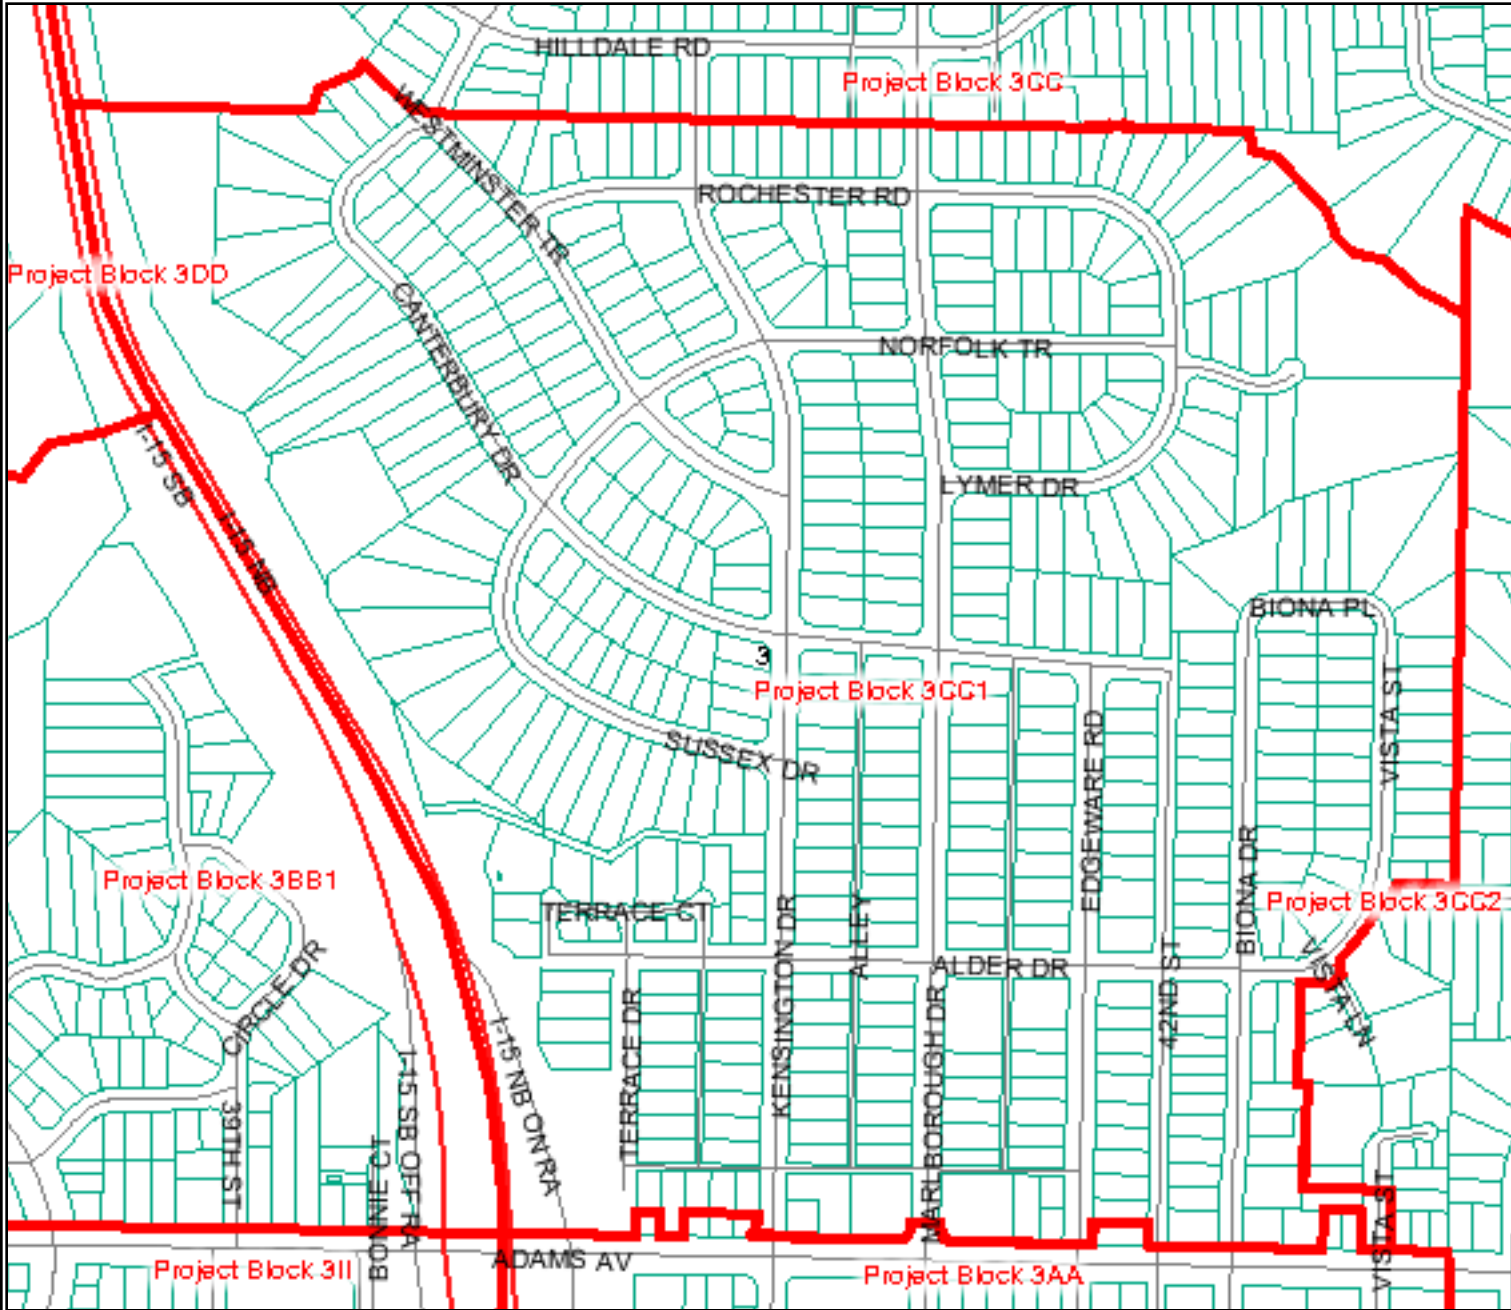 HILLDALE RD
Project Block 3CC
WESTMINSTER TR
ROCHESTER RD
Project Block 3DD
CANTERBURY DR
NORFOLK TR
I-15 SB
LYMER DR
I-15 NB
BIONA PL
3
Project Block 3CC1
VISTA ST
SUSSEX DR
EDGEWARE RD
Project Block 3BB1
Project Block 3CC2
TERRACE CT
KENSINGTON DR
ALLEY
BIONA DR
ALDER DR
42ND ST
VISTA LN
CIRCLE DR
TERRACE DR
MARLBOROUGH DR
I-15 NB ON RA
I-15 SB OFF RA
39TH ST
BONNIE CT
VISTA ST
ADAMS AV
Project Block 3II
Project Block 3AA